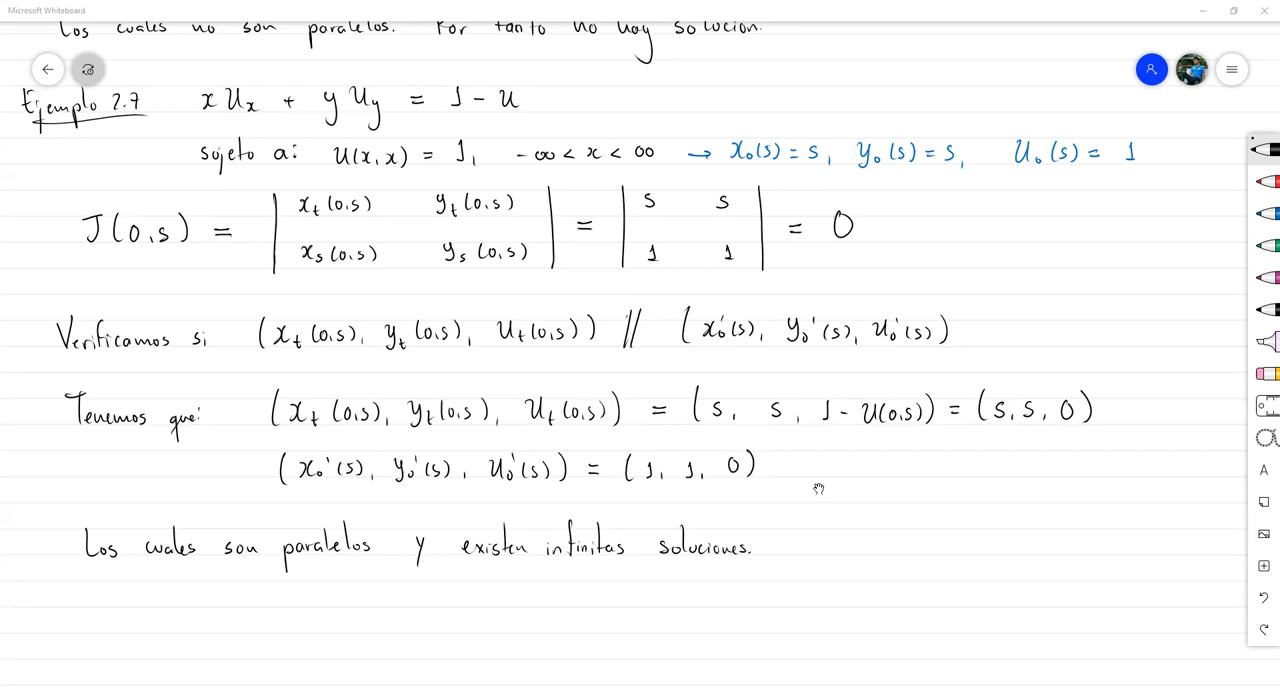 Microsoft Whiteboard
Los cuales no son paralelos. Por tanto no hay solución.
Ejemplo 2.7 x Ux + y Uy = 1 - u
sujeto a: U(x,x) = 1, -∞ < x < ∞ → x₀(s) = s, y₀(s) = s, U₀(s) = 1
J(0,s) = | xt(0,s) yt(0,s) | = | s s | = 0
| xs(0,s) ys(0,s) | | 1 1 |
Verificamos si (xt(0,s), yt(0,s), Ut(0,s)) // (x₀'(s), y₀'(s), U₀'(s))
Tenemos que: (xt(0,s), yt(0,s), Ut(0,s)) = (s, s, 1 - U(0,s)) = (s, s, 0)
(x₀'(s), y₀'(s), U₀'(s)) = (1, 1, 0)
Los cuales son paralelos y existen infinitas soluciones.
A